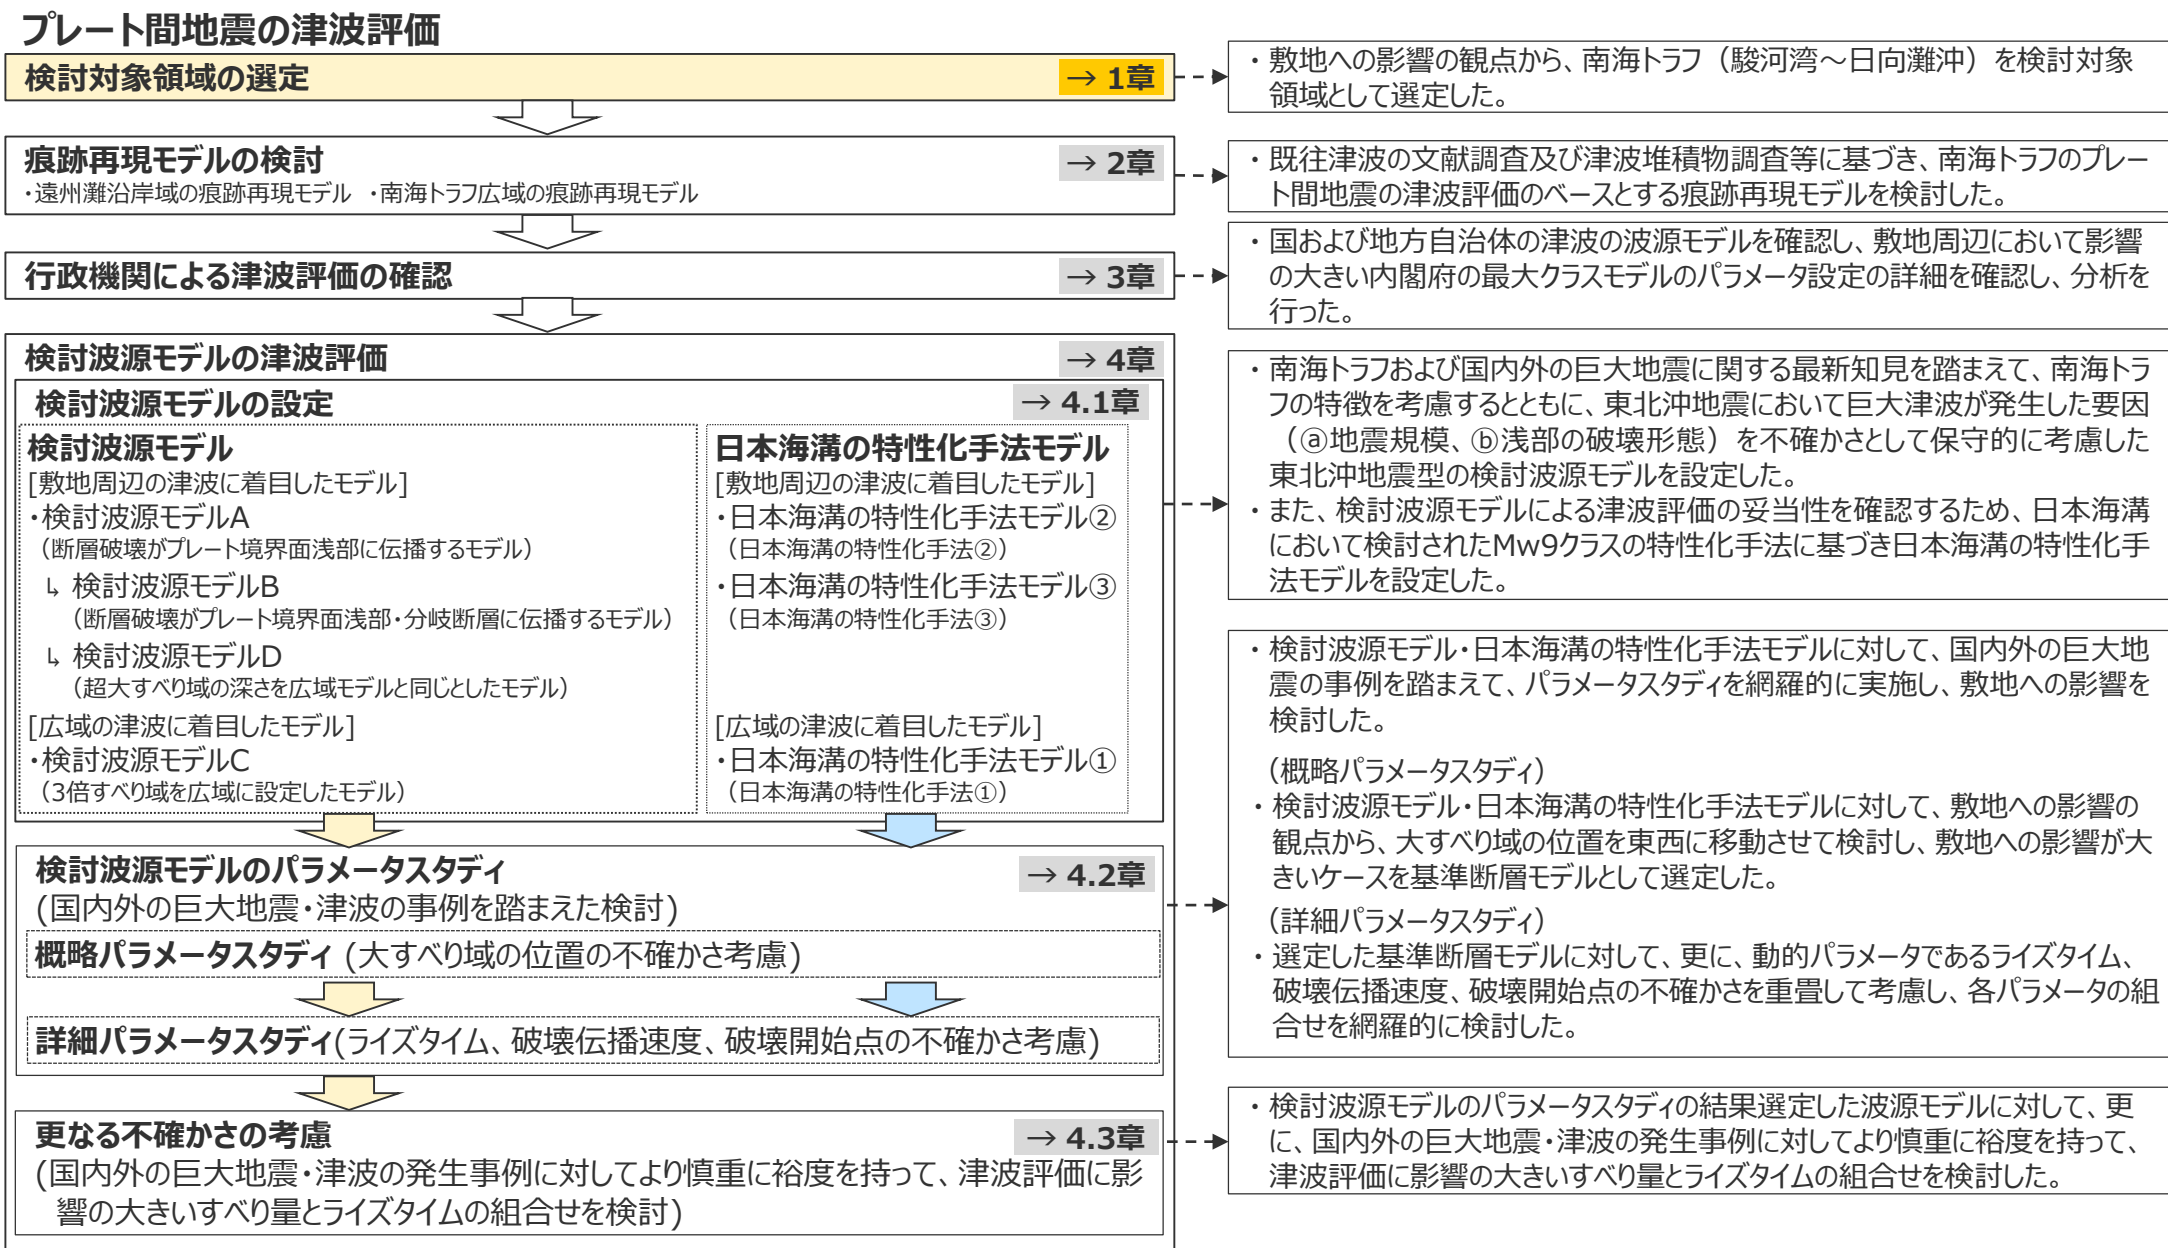 プレート間地震の津波評価
検討対象領域の選定
→ 1章
・敷地への影響の観点から、南海トラフ（駿河湾～日向灘沖）を検討対象
領域として選定した。
痕跡再現モデルの検討
→ 2章
・遠州灘沿岸域の痕跡再現モデル ・南海トラフ広域の痕跡再現モデル
・既往津波の文献調査及び津波堆積物調査等に基づき、南海トラフのプレー
ト間地震の津波評価のベースとする痕跡再現モデルを検討した。
行政機関による津波評価の確認
→ 3章
・国および地方自治体の津波の波源モデルを確認し、敷地周辺において影響
の大きい内閣府の最大クラスモデルのパラメータ設定の詳細を確認し、分析を
行った。
検討波源モデルの津波評価
→ 4章
検討波源モデルの設定
→ 4.1章
検討波源モデル
[敷地周辺の津波に着目したモデル]
・検討波源モデルA
（断層破壊がプレート境界面浅部に伝播するモデル）
↳ 検討波源モデルB
（断層破壊がプレート境界面浅部・分岐断層に伝播するモデル）
↳ 検討波源モデルD
（超大すべり域の深さを広域モデルと同じとしたモデル）
[広域の津波に着目したモデル]
・検討波源モデルC
（3倍すべり域を広域に設定したモデル）
日本海溝の特性化手法モデル
[敷地周辺の津波に着目したモデル]
・日本海溝の特性化手法モデル②
（日本海溝の特性化手法②）
・日本海溝の特性化手法モデル③
（日本海溝の特性化手法③）
[広域の津波に着目したモデル]
・日本海溝の特性化手法モデル①
（日本海溝の特性化手法①）
・南海トラフおよび国内外の巨大地震に関する最新知見を踏まえて、南海トラ
フの特徴を考慮するとともに、東北沖地震において巨大津波が発生した要因
（ⓐ地震規模、ⓑ浅部の破壊形態）を不確かさとして保守的に考慮した
東北沖地震型の検討波源モデルを設定した。
・また、検討波源モデルによる津波評価の妥当性を確認するため、日本海溝
において検討されたMw9クラスの特性化手法に基づき日本海溝の特性化手
法モデルを設定した。
検討波源モデルのパラメータスタディ
→ 4.2章
(国内外の巨大地震・津波の事例を踏まえた検討)
概略パラメータスタディ (大すべり域の位置の不確かさ考慮)
詳細パラメータスタディ(ライズタイム、破壊伝播速度、破壊開始点の不確かさ考慮)
・検討波源モデル・日本海溝の特性化手法モデルに対して、国内外の巨大地
震の事例を踏まえて、パラメータスタディを網羅的に実施し、敷地への影響を
検討した。
（概略パラメータスタディ）
・検討波源モデル・日本海溝の特性化手法モデルに対して、敷地への影響の
観点から、大すべり域の位置を東西に移動させて検討し、敷地への影響が大
きいケースを基準断層モデルとして選定した。
（詳細パラメータスタディ）
・選定した基準断層モデルに対して、更に、動的パラメータであるライズタイム、
破壊伝播速度、破壊開始点の不確かさを重畳して考慮し、各パラメータの組
合せを網羅的に検討した。
更なる不確かさの考慮
→ 4.3章
(国内外の巨大地震・津波の発生事例に対してより慎重に裕度を持って、津波評価に影
響の大きいすべり量とライズタイムの組合せを検討)
・検討波源モデルのパラメータスタディの結果選定した波源モデルに対して、更
に、国内外の巨大地震・津波の発生事例に対してより慎重に裕度を持って、
津波評価に影響の大きいすべり量とライズタイムの組合せを検討した。